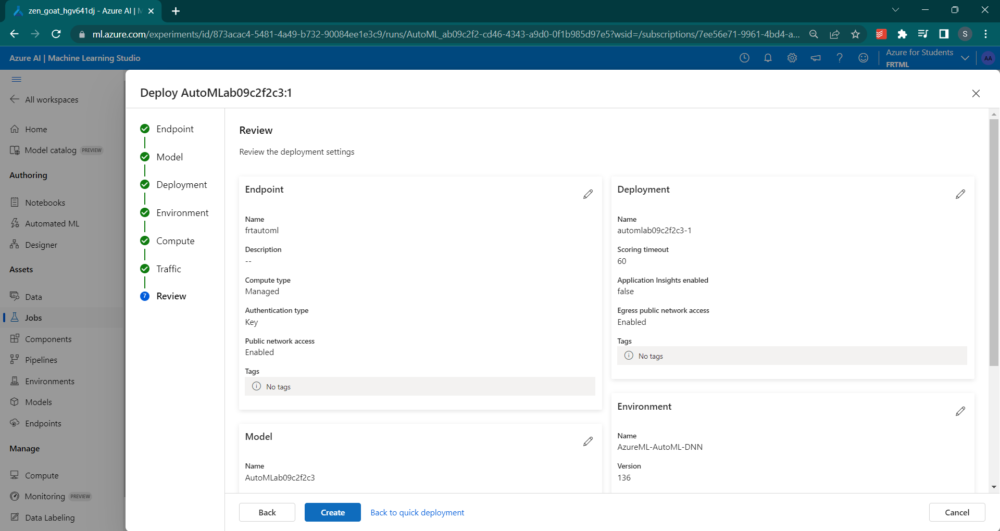 zen_goat_hgv641dj - Azure AI | M
ml.azure.com/experiments/id/873acac4-5481-4a49-b732-90084ee1e3c9/runs/AutoML_ab09c2f2-cd46-4343-a9d0-0f1b985d97e5?wsid=/subscriptions/7ee56e71-9961-4bd4-a...
S
Azure AI | Machine Learning Studio
Azure for Students
FRTML
AA
All workspaces
Home
Model catalog PREVIEW
Authoring
Notebooks
Automated ML
Designer
Assets
Data
Jobs
Components
Pipelines
Environments
Models
Endpoints
Manage
Compute
Monitoring PREVIEW
Data Labeling
Deploy AutoMLab09c2f2c3:1
Endpoint
Model
Deployment
Environment
Compute
Traffic
7 Review
Review
Review the deployment settings
Endpoint
Name
frtautoml
Description
--
Compute type
Managed
Authentication type
Key
Public network access
Enabled
Tags
No tags
Model
Name
AutoMLab09c2f2c3
Deployment
Name
automlab09c2f2c3-1
Scoring timeout
60
Application Insights enabled
false
Egress public network access
Enabled
Tags
No tags
Environment
Name
AzureML-AutoML-DNN
Version
136
Back
Create
Back to quick deployment
Cancel